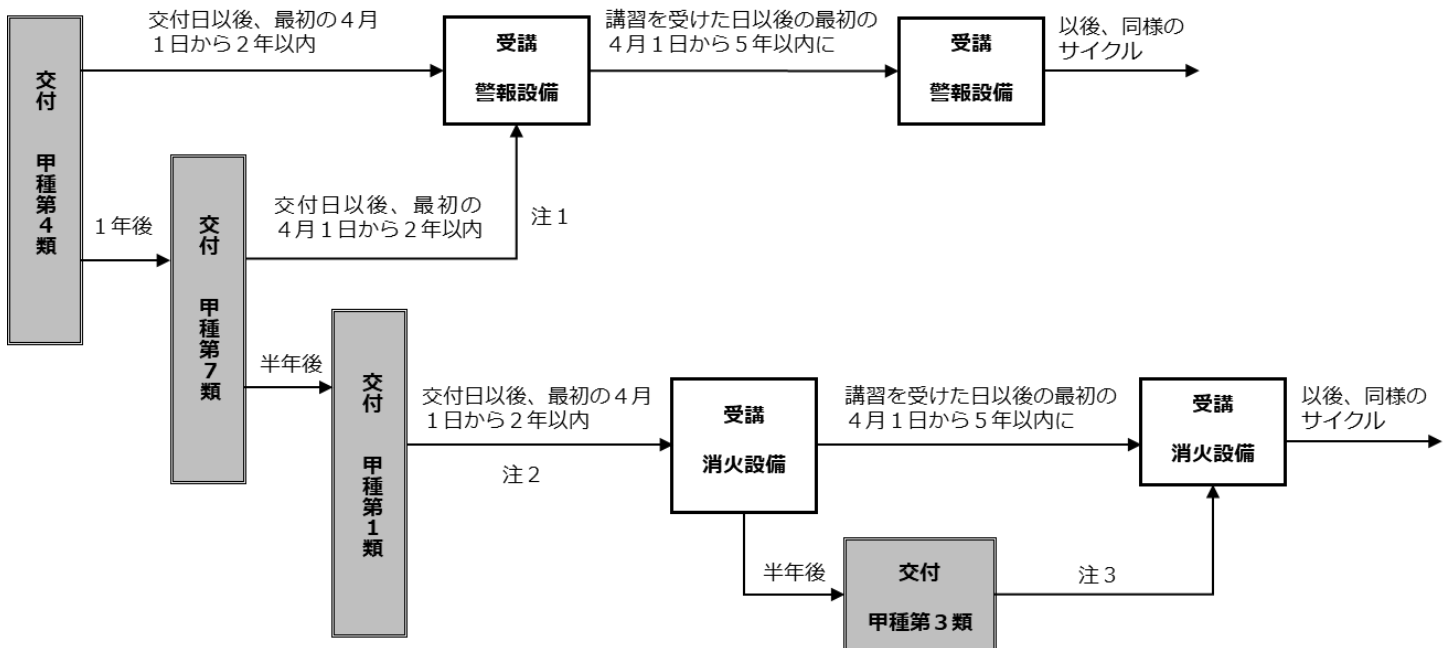 交付日以後、最初の４月
１日から２年以内
講習を受けた日以後の最初の
４月１日から５年以内に
以後、同様の
サイクル
受講
警報設備
受講
警報設備
交付　甲種第４類
１年後
交付　甲種第７類
交付日以後、最初の
４月１日から２年以内
注１
半年後
交付　甲種第１類
交付日以後、最初の４月
１日から２年以内
注２
受講
消火設備
講習を受けた日以後の最初の
４月１日から５年以内に
受講
消火設備
以後、同様の
サイクル
半年後
交付
甲種第３類
注３